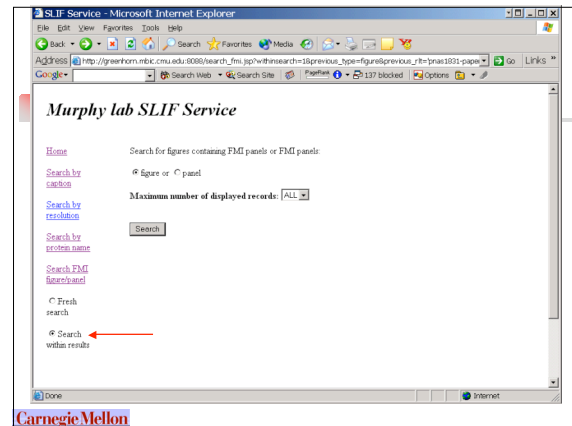 SLIF Service - Microsoft Internet Explorer
File Edit View Favorites Tools Help
Back Search Favorites Media
Address http://greenhorn.mbic.cmu.edu:8088/search_fmi.jsp?withinsearch=1&previous_type=figure&previous_rlt='pnas1831-paper Go Links »
Google Search Web Search Site PageRank 137 blocked Options
Murphy lab SLIF Service
Home
Search for figures containing FMI panels or FMI panels:
Search by
caption
figure or panel
Maximum number of displayed records: ALL
Search by
resolution
Search
Search by
protein name
Search FMI
figure/panel
Fresh
search
Search
within results
Done Internet
Carnegie Mellon